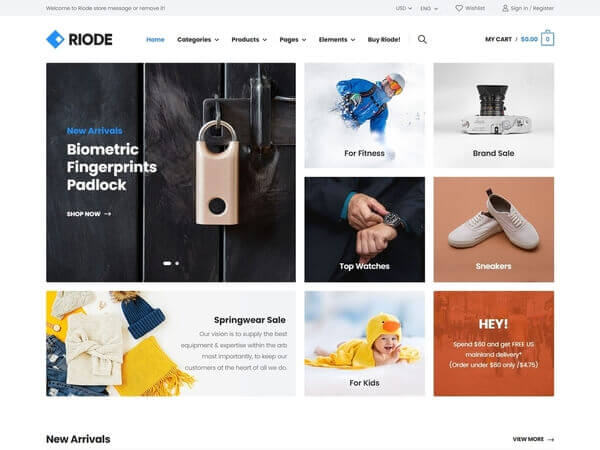 Welcome to Riode store message or remove it!
USD
ENG
Wishlist
Sign in / Register
RIODE
Home
Categories
Products
Pages
Elements
Buy Riode!
MY CART / $0.00
0
New Arrivals
Biometric
Fingerprints
Padlock
SHOP NOW
For Fitness
Brand Sale
Top Watches
Sneakers
Springwear Sale
Our vision is to supply the best
equipment & expertise within the arb
most importantly, to keep our
customers at the heart of all we do.
For Kids
HEY!
Spend $60 and get FREE US
mainland delivery*
(Order under $60 only /$4.75)
New Arrivals
VIEW MORE